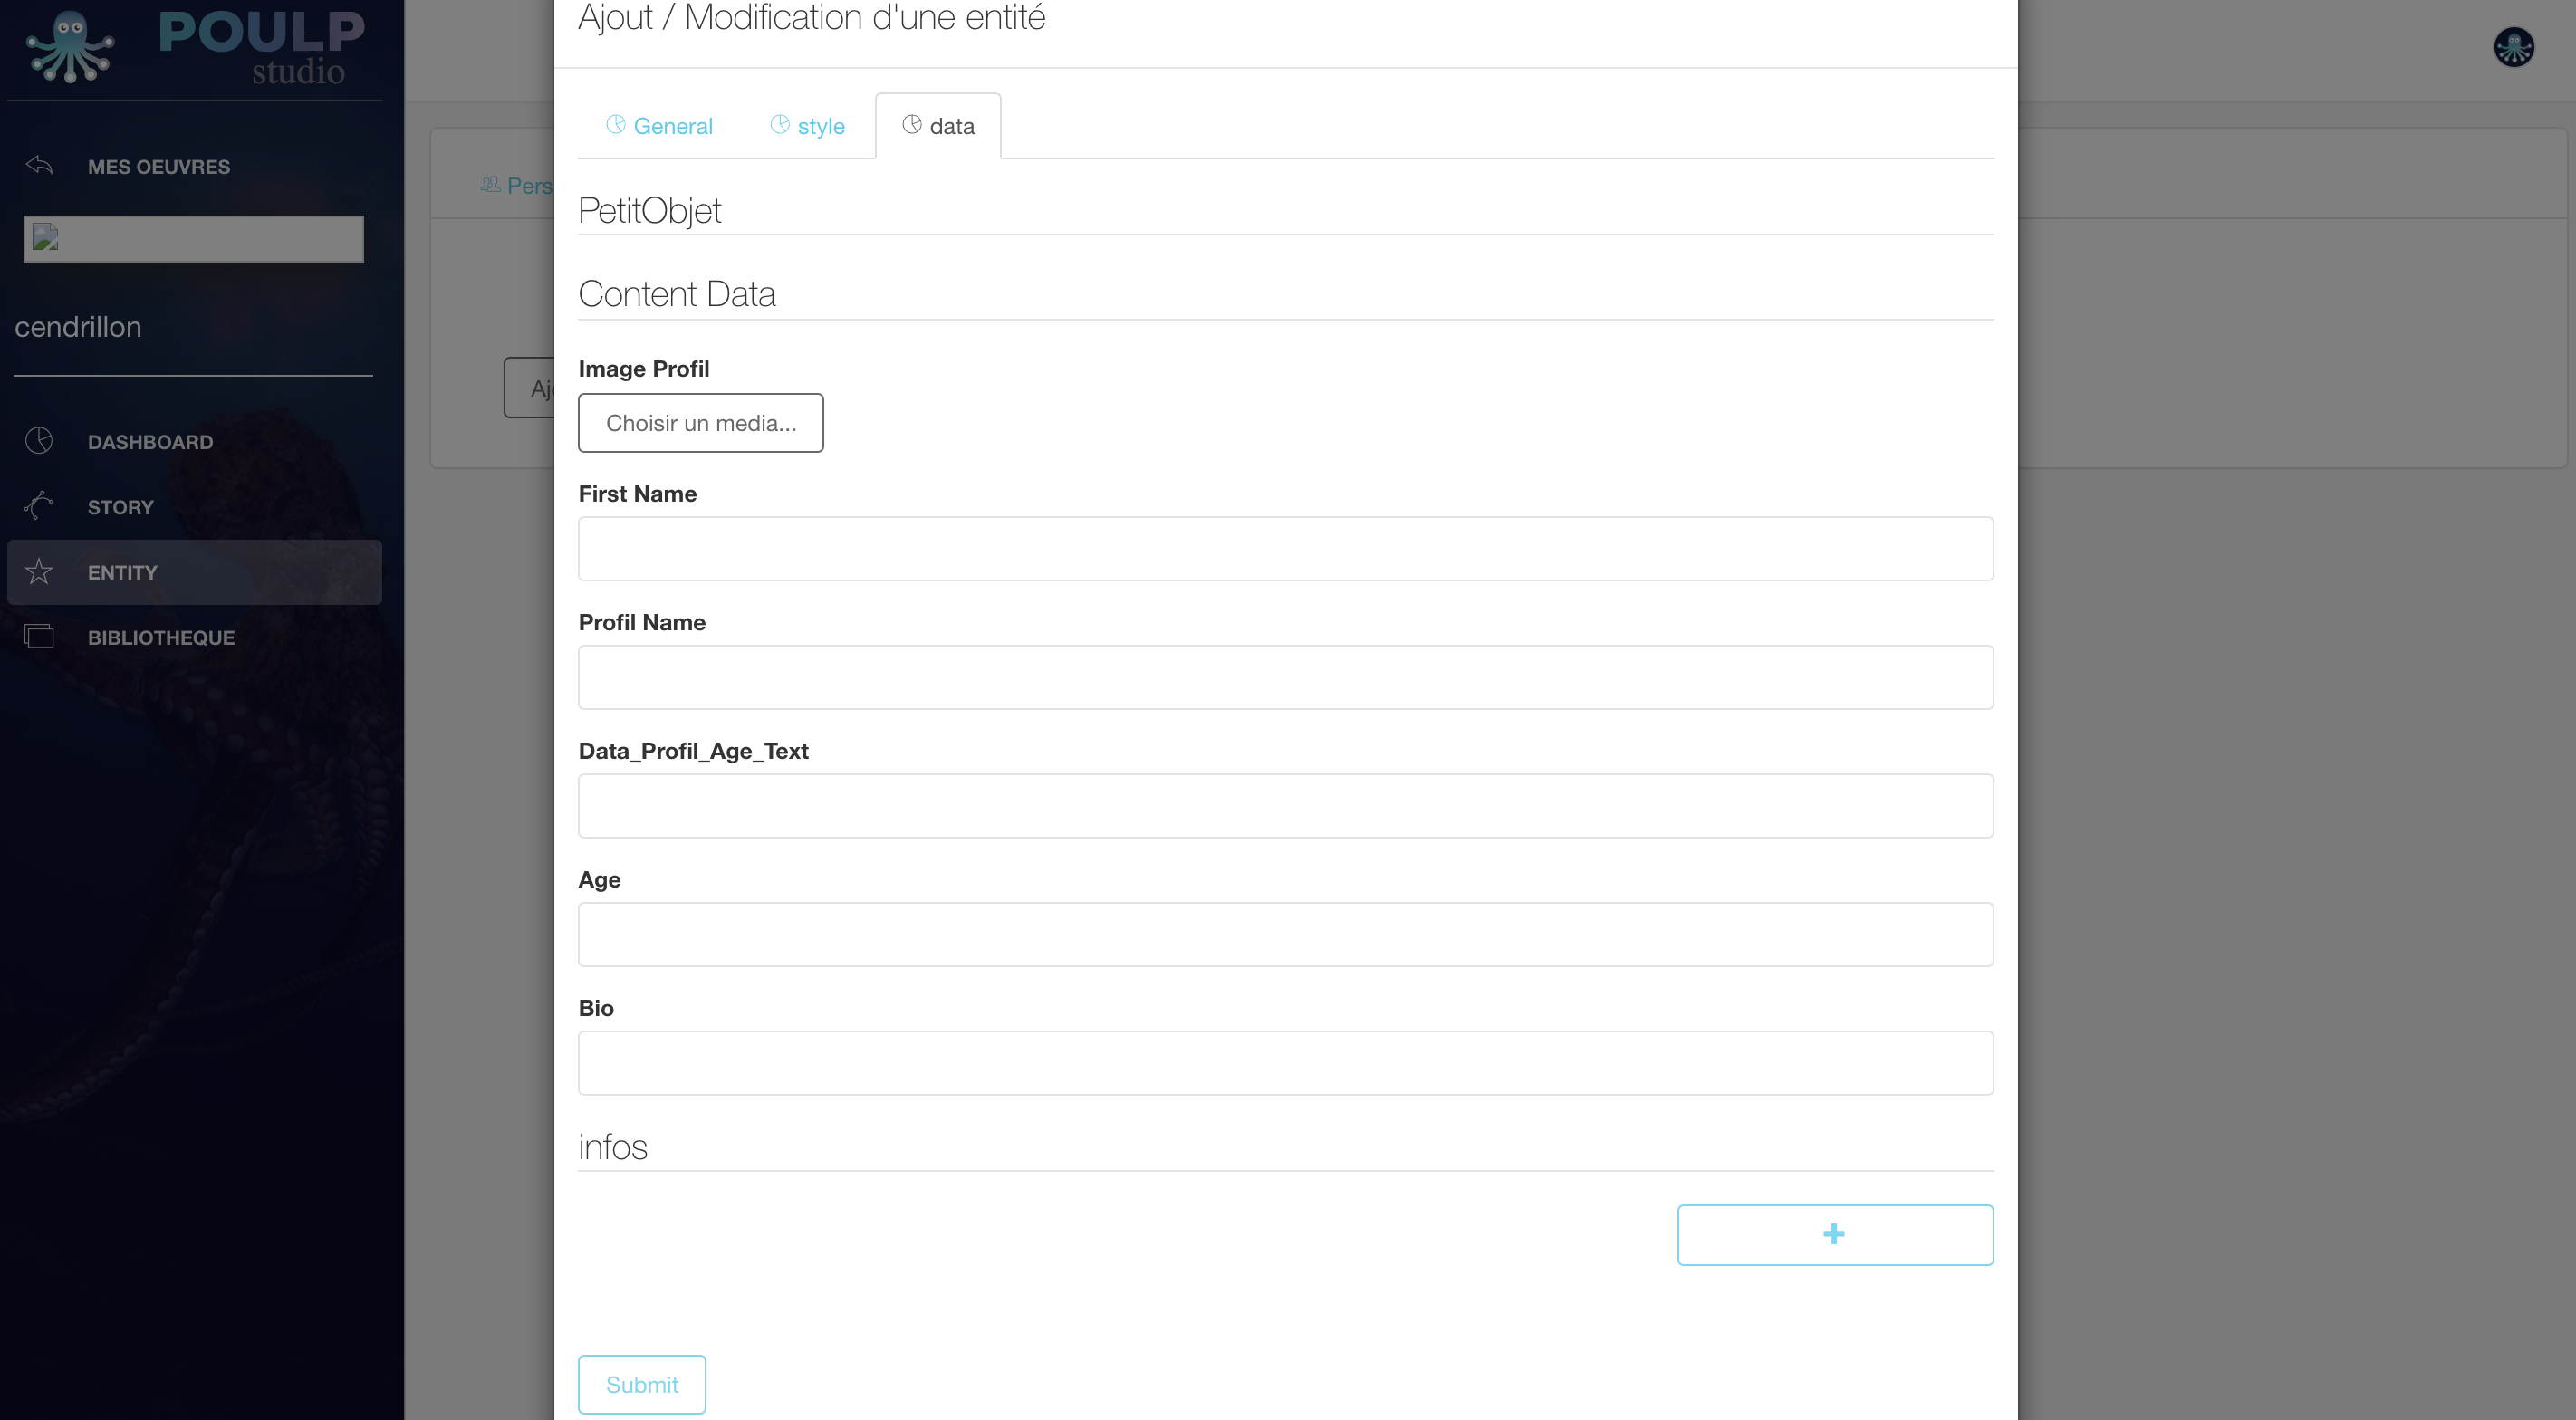 POULP
studio
MES OEUVRES
cendrillon
DASHBOARD
STORY
ENTITY
BIBLIOTHEQUE
Ajout / Modification d'une entité
General
style
data
PetitObjet
Content Data
Image Profil
Choisir un media...
First Name
Profil Name
Data_Profil_Age_Text
Age
Bio
infos
+
Submit
Pers
Aj